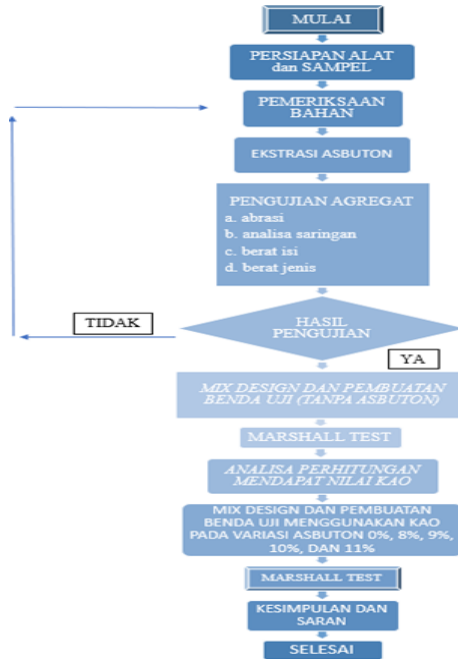 MULAI
PERSIAPAN ALAT
dan SAMPEL
PEMERIKSAAN
BAHAN
EKSTRASI ASBUTON
PENGUJIAN AGREGAT
a. abrasi
b. analisa saringan
c. berat isi
d. berat jenis
HASIL
PENGUJIAN
TIDAK
YA
MIX DESIGN DAN PEMBUATAN
BENDA UJI (TANPA ASBUTON)
MARSHALL TEST
ANALISA PERHITUNGAN
MENDAPAT NILAI KAO
MIX DESIGN DAN PEMBUATAN
BENDA UJI MENGGUNAKAN KAO
PADA VARIASI ASBUTON 0%, 8%, 9%,
10%, DAN 11%
MARSHALL TEST
KESIMPULAN DAN
SARAN
SELESAI